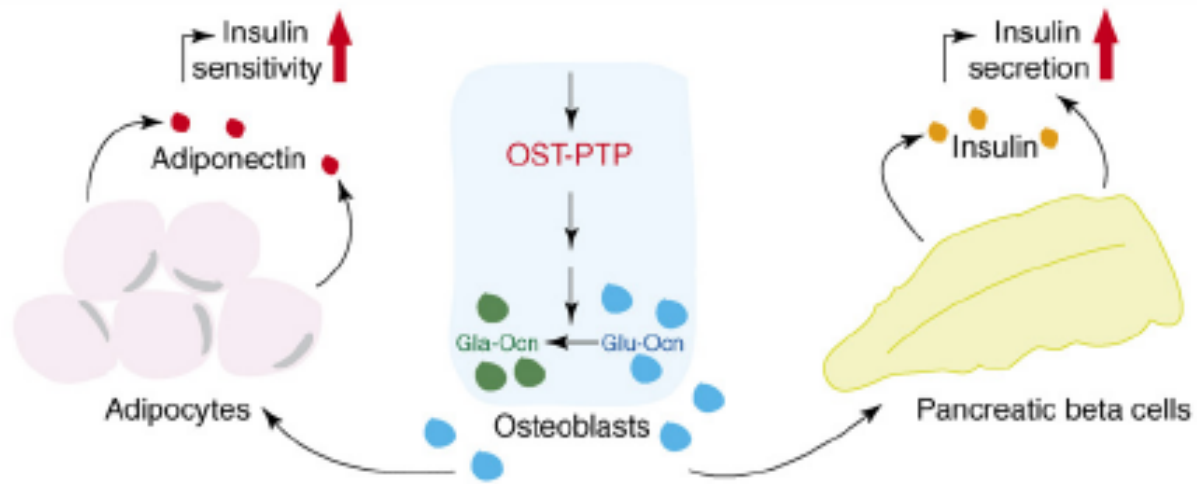 Insulin
sensitivity
Adiponectin
Adipocytes
OST-PTP
Gla-Ocn
Glu-Ocn
Osteoblasts
Insulin
secretion
Insulin
Pancreatic beta cells